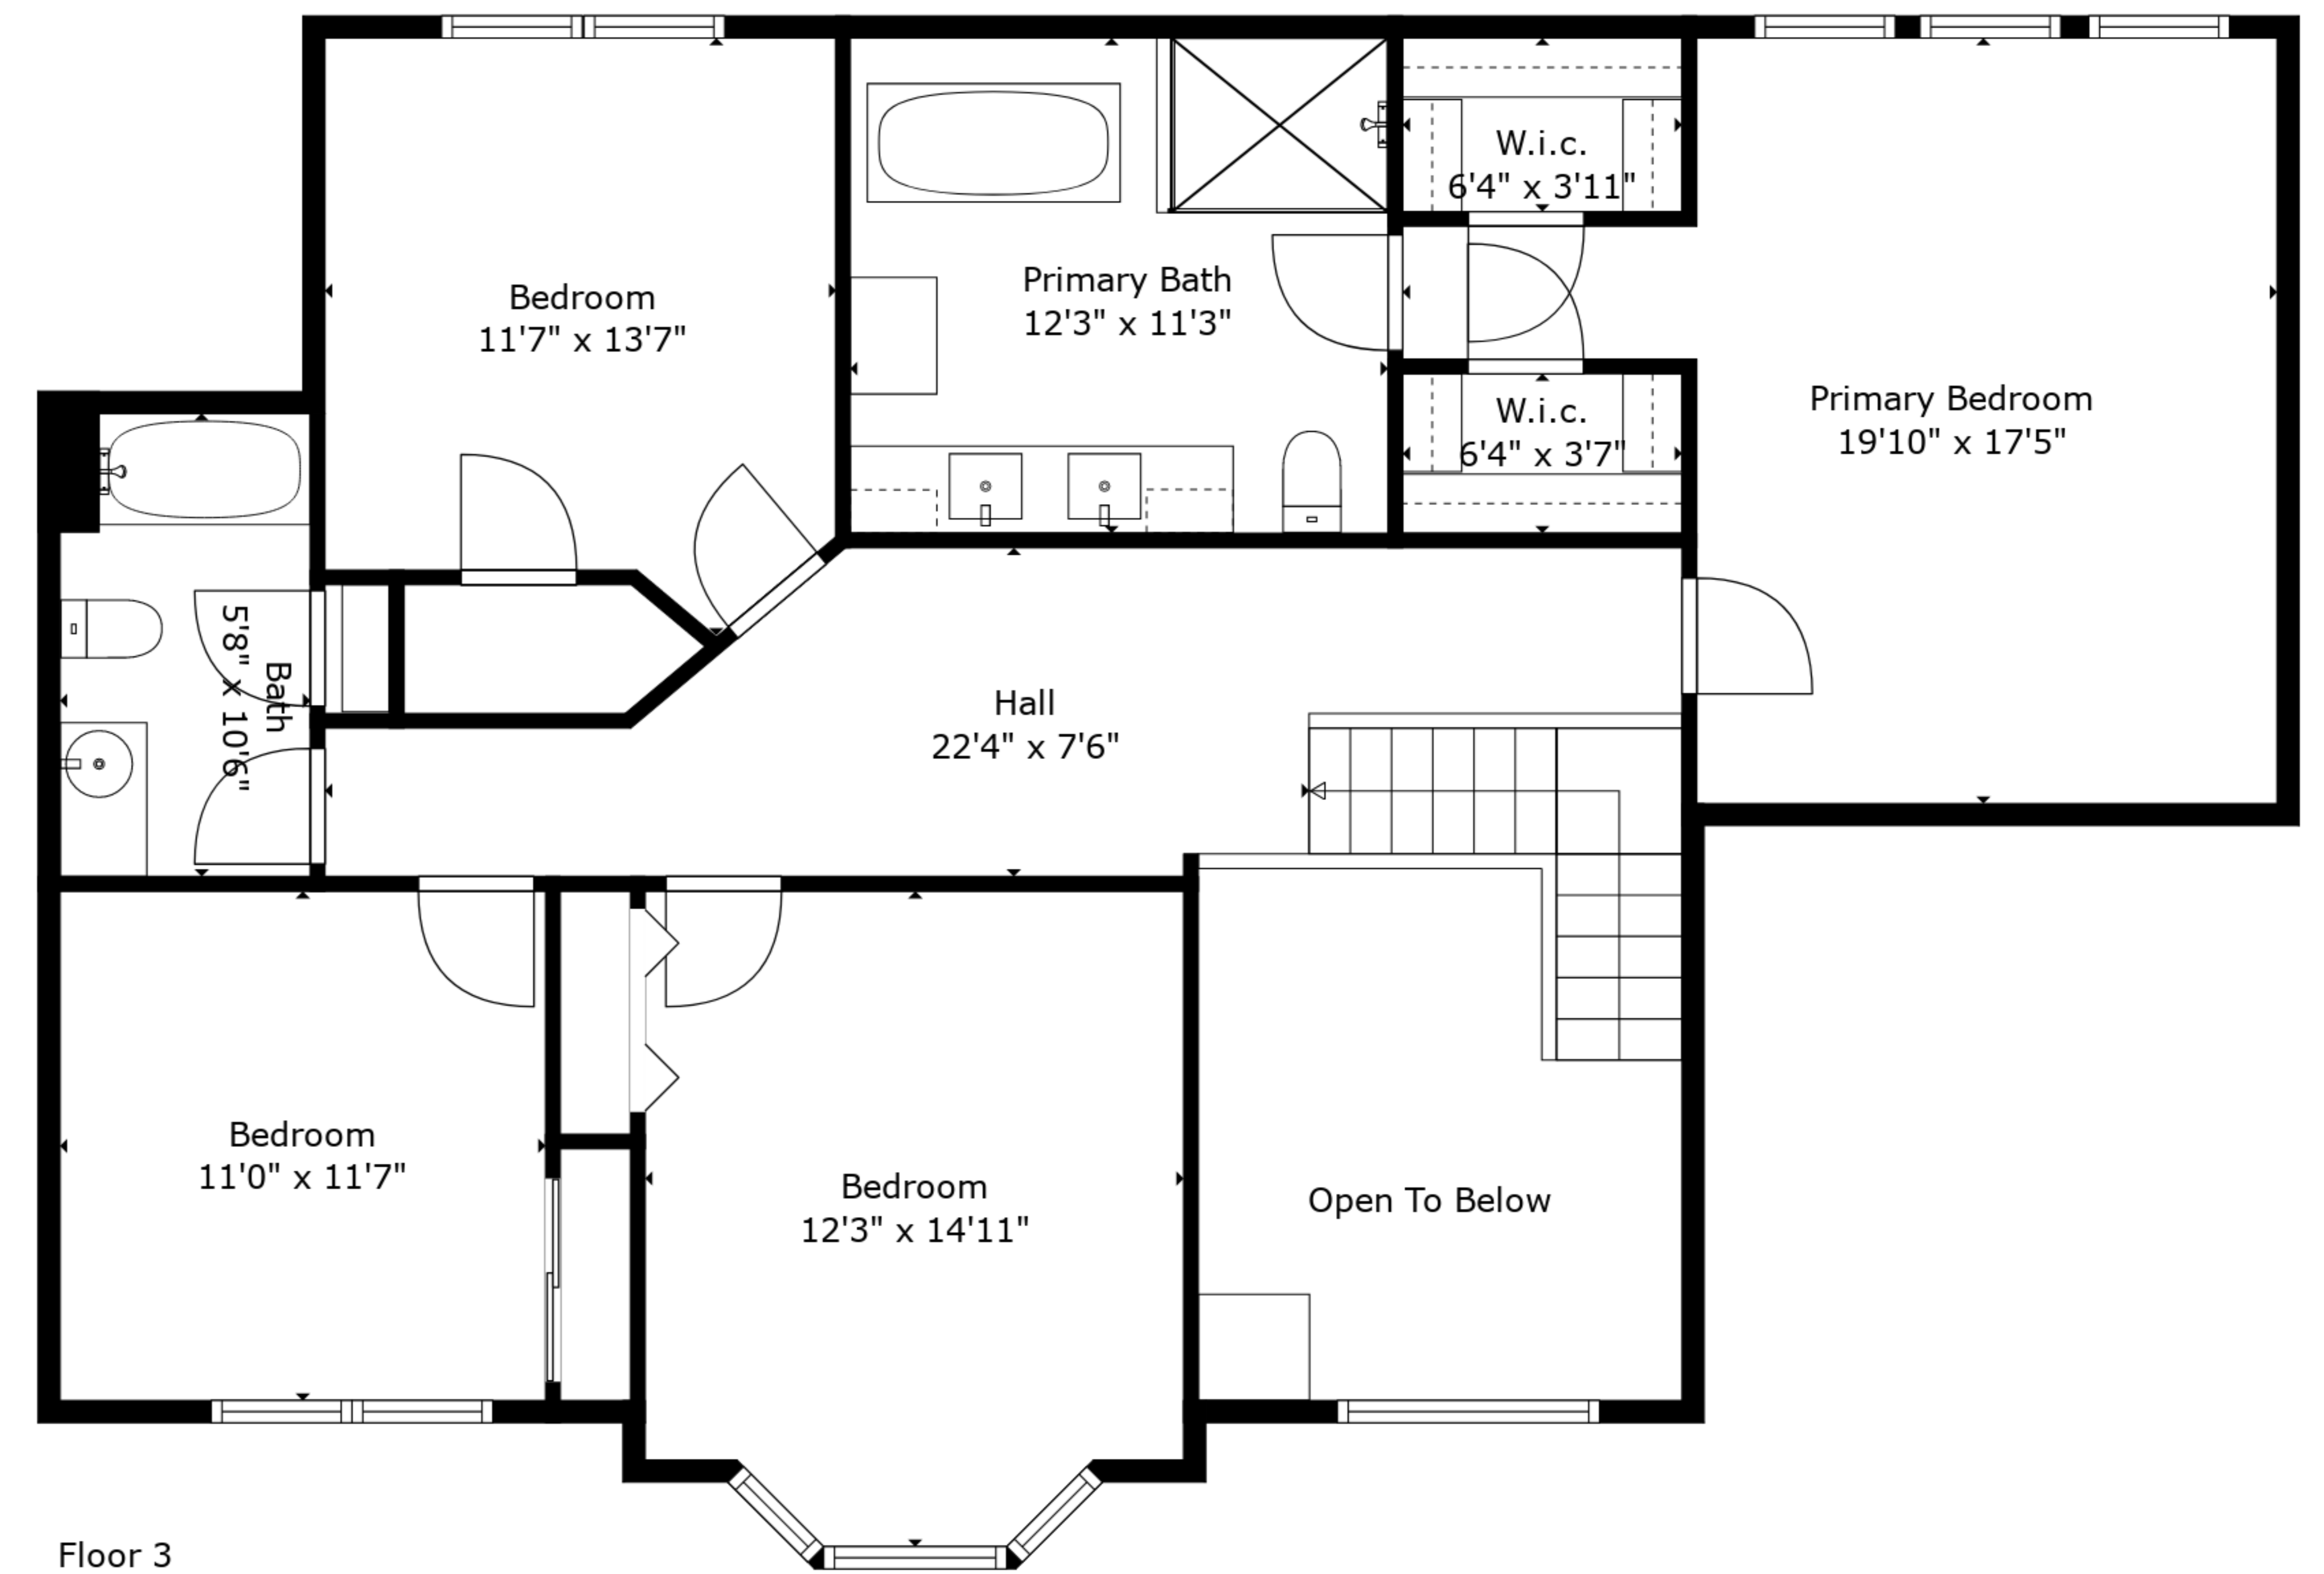 W.i.c.
6'4" x 3'11"
Bedroom
11'7" x 13'7"
Primary Bath
12'3" x 11'3"
W.i.c.
6'4" x 3'7"
Primary Bedroom
19'10" x 17'5"
Bath
5'8" x 10'6"
Hall
22'4" x 7'6"
Bedroom
11'0" x 11'7"
Bedroom
12'3" x 14'11"
Open To Below
Floor 3